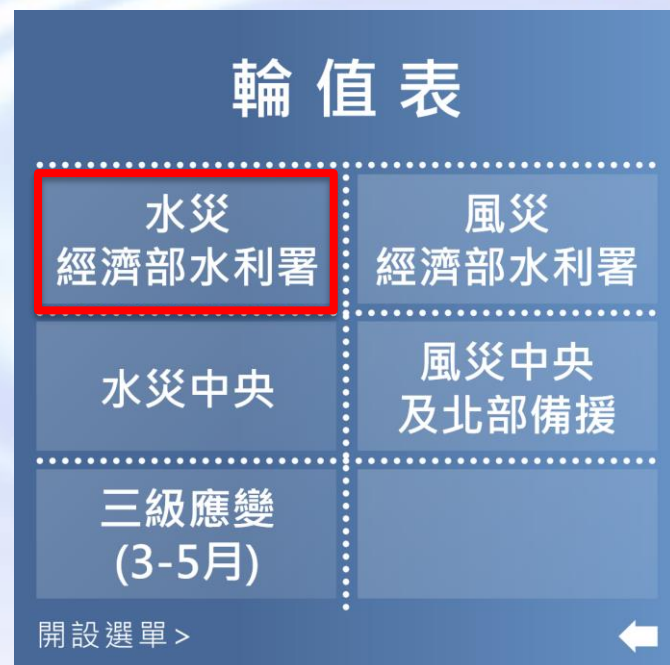 輪值表
水災
經濟部水利署
風災
經濟部水利署
水災中央
風災中央
及北部備援
三級應變
(3-5月)
開設選單>